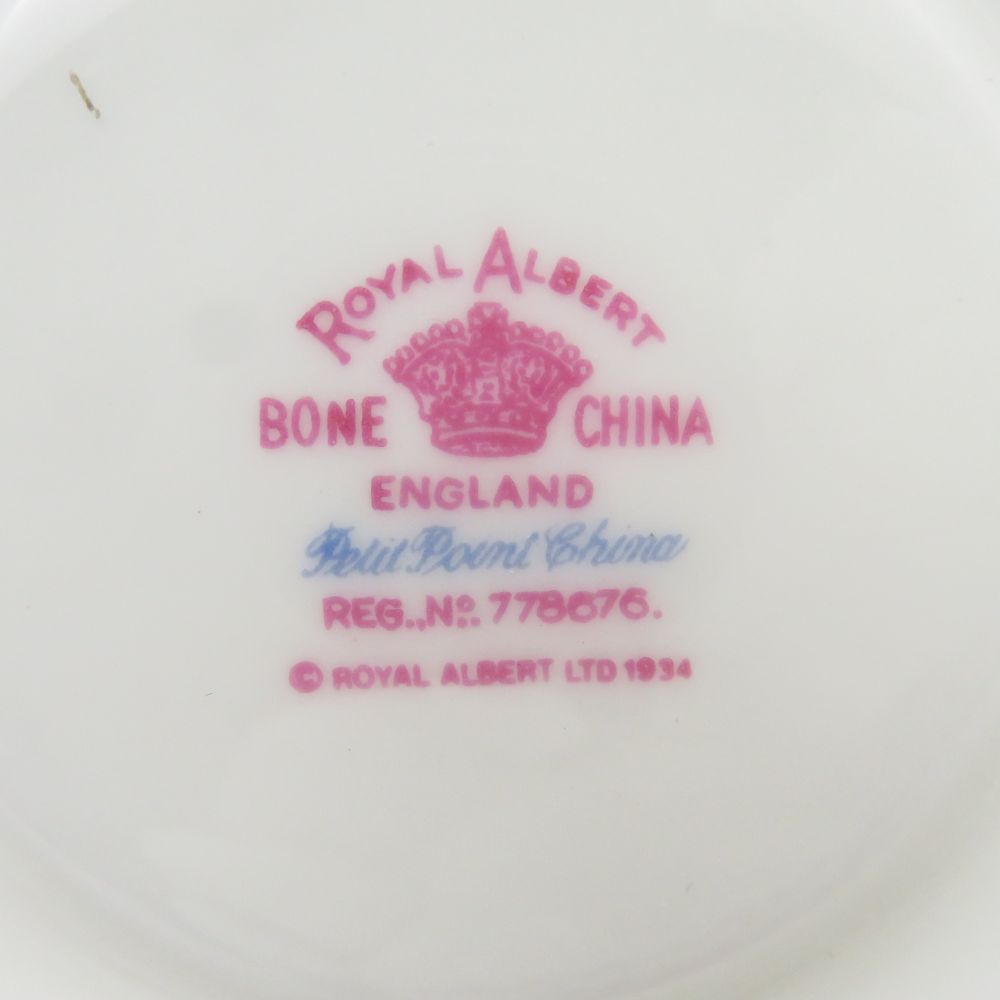 ROYAL ALBERT
BONE CHINA
ENGLAND
Petit Point China
REG., Nº. 778676.
© ROYAL ALBERT LTD 1934